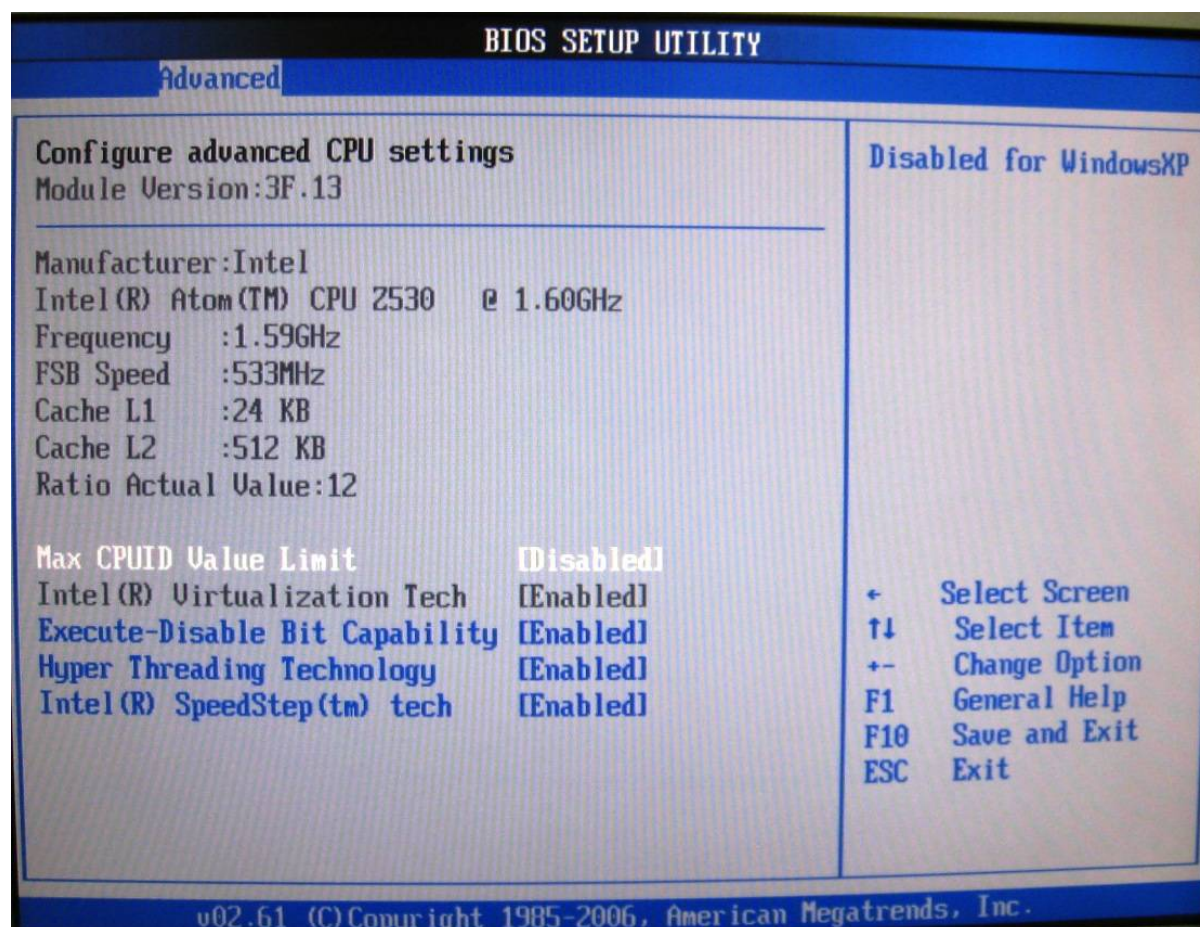 BIOS SETUP UTILITY
Advanced
Configure advanced CPU settings
Module Version:3F.13
Manufacturer:Intel
Intel(R) Atom(TM) CPU Z530 @ 1.60GHz
Frequency :1.59GHz
FSB Speed :533MHz
Cache L1 :24 KB
Cache L2 :512 KB
Ratio Actual Value:12
Max CPUID Value Limit [Disabled]
Intel(R) Virtualization Tech [Enabled]
Execute-Disable Bit Capability [Enabled]
Hyper Threading Technology [Enabled]
Intel(R) SpeedStep(tm) tech [Enabled]
Disabled for WindowsXP
← Select Screen
↑↓ Select Item
+- Change Option
F1 General Help
F10 Save and Exit
ESC Exit
v02.61 (C)Copyright 1985-2006, American Megatrends, Inc.